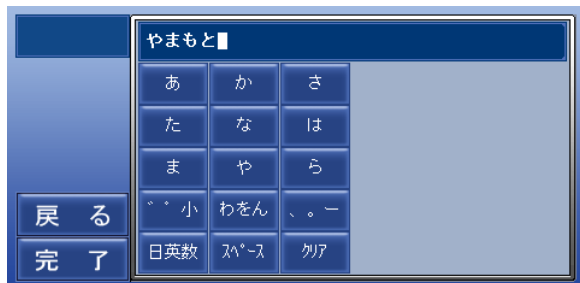 やまもと
あ か さ
た な は
ま や ら
゛゜小 わをん 、。ー
戻 る
日英数 ｽﾍﾟｰｽ ｸﾘｱ
完 了